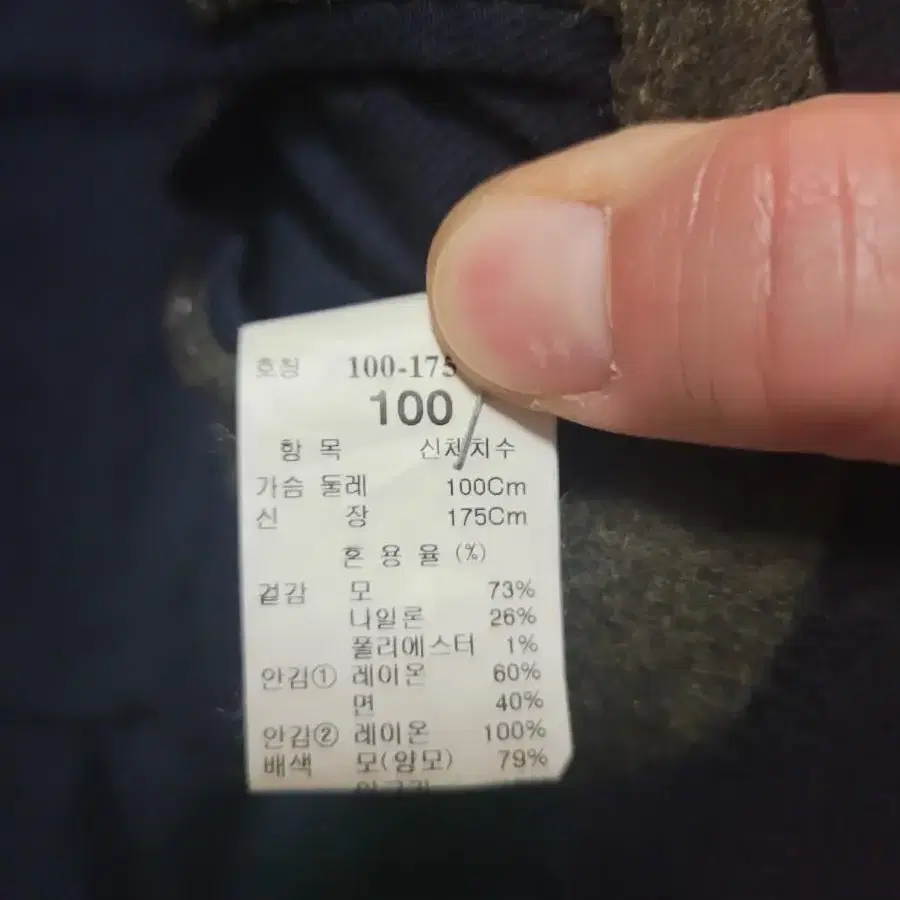 호칭 100-175
100
항 목 신체치수
가슴 둘레 100Cm
신 장 175Cm
혼 용 율 (%)
겉감 모 73%
나일론 26%
폴리에스터 1%
안김① 레이온 60%
면 40%
안김② 레이온 100%
배색 모(양모) 79%